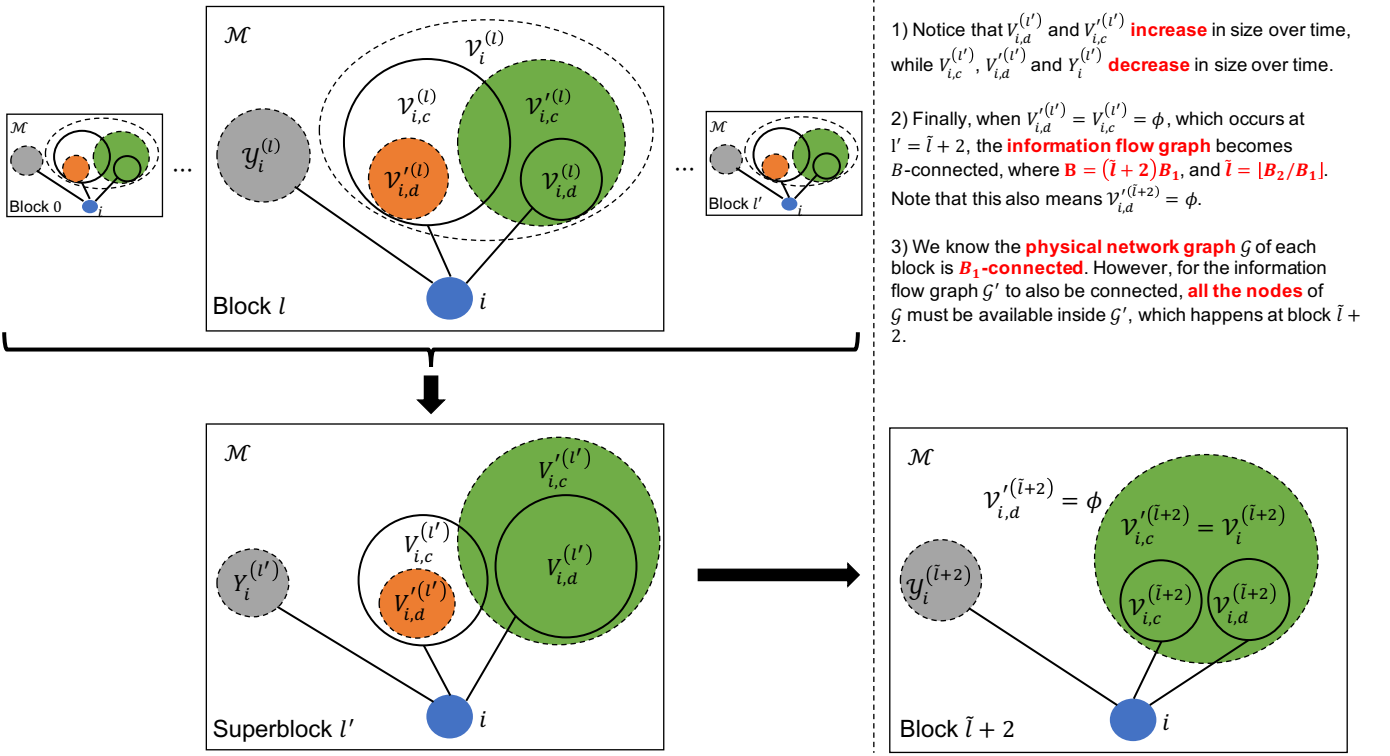 ℳ
𝒱_i^{(l)}
𝒱_{i,c}^{(l)}
𝒱'_{i,c}^{(l)}
𝒴_i^{(l)}
𝒱'_{i,d}^{(l)}
𝒱_{i,d}^{(l)}
i
Block l
ℳ
i
Block 0
...
...
ℳ
i
Block l′
1) Notice that V_{i,d}^{(l′)} and V'_{i,c}^{(l′)} increase in size over time,
while V_{i,c}^{(l′)}, V'_{i,d}^{(l′)} and Y_i^{(l′)} decrease in size over time.
2) Finally, when V'_{i,d}^{(l′)} = V_{i,c}^{(l′)} = ϕ, which occurs at
l′ = l̃ + 2, the information flow graph becomes
B-connected, where B = (l̃ + 2)B₁, and l̃ = ⌊B₂/B₁⌋.
Note that this also means 𝒱'_{i,d}^{(l̃+2)} = ϕ.
3) We know the physical network graph 𝒢 of each
block is B₁-connected. However, for the information
flow graph 𝒢′ to also be connected, all the nodes of
𝒢 must be available inside 𝒢′, which happens at block l̃ +
2.
ℳ
V'_{i,c}^{(l′)}
V_{i,c}^{(l′)}
V_{i,d}^{(l′)}
Y_i^{(l′)}
V'_{i,d}^{(l′)}
i
Superblock l′
ℳ
𝒱'_{i,d}^{(l̃+2)} = ϕ
𝒱'_{i,c}^{(l̃+2)} = 𝒱_i^{(l̃+2)}
𝒴_i^{(l̃+2)}
𝒱_{i,c}^{(l̃+2)}
𝒱_{i,d}^{(l̃+2)}
i
Block l̃ + 2